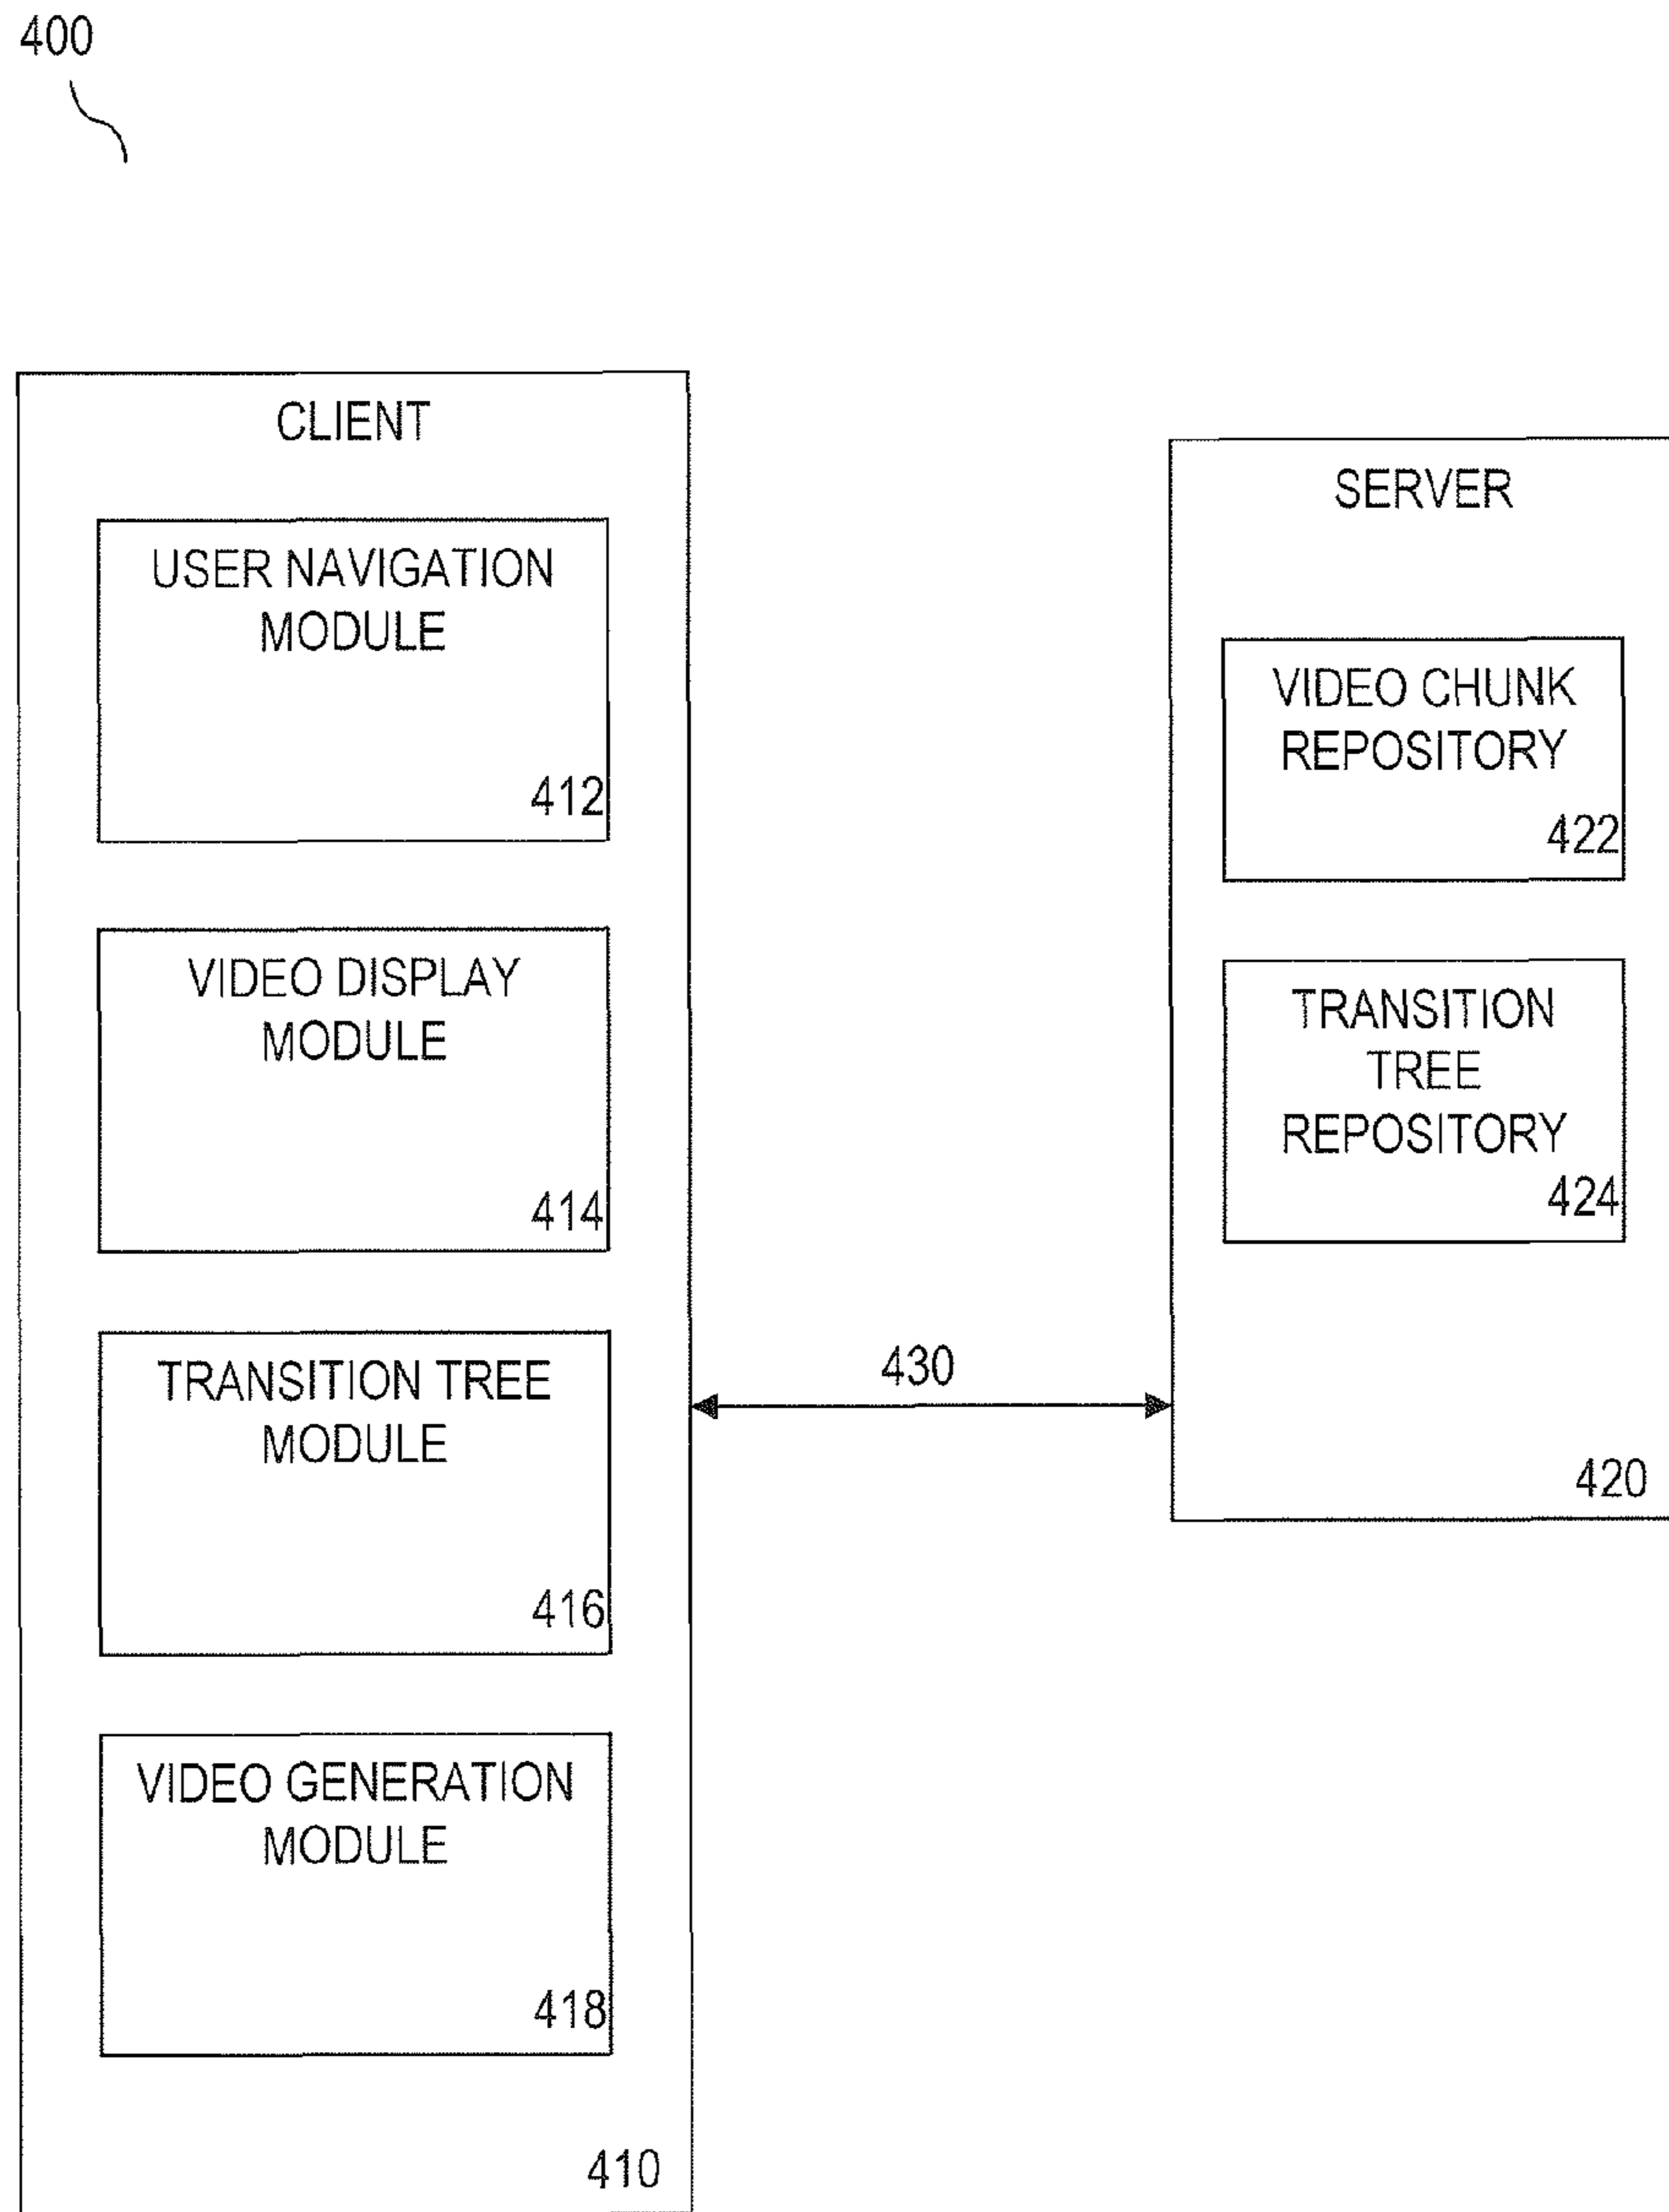 400
CLIENT
USER NAVIGATION
MODULE
412
VIDEO DISPLAY
MODULE
414
TRANSITION TREE
MODULE
416
VIDEO GENERATION
MODULE
418
410
430
SERVER
VIDEO CHUNK
REPOSITORY
422
TRANSITION
TREE
REPOSITORY
424
420